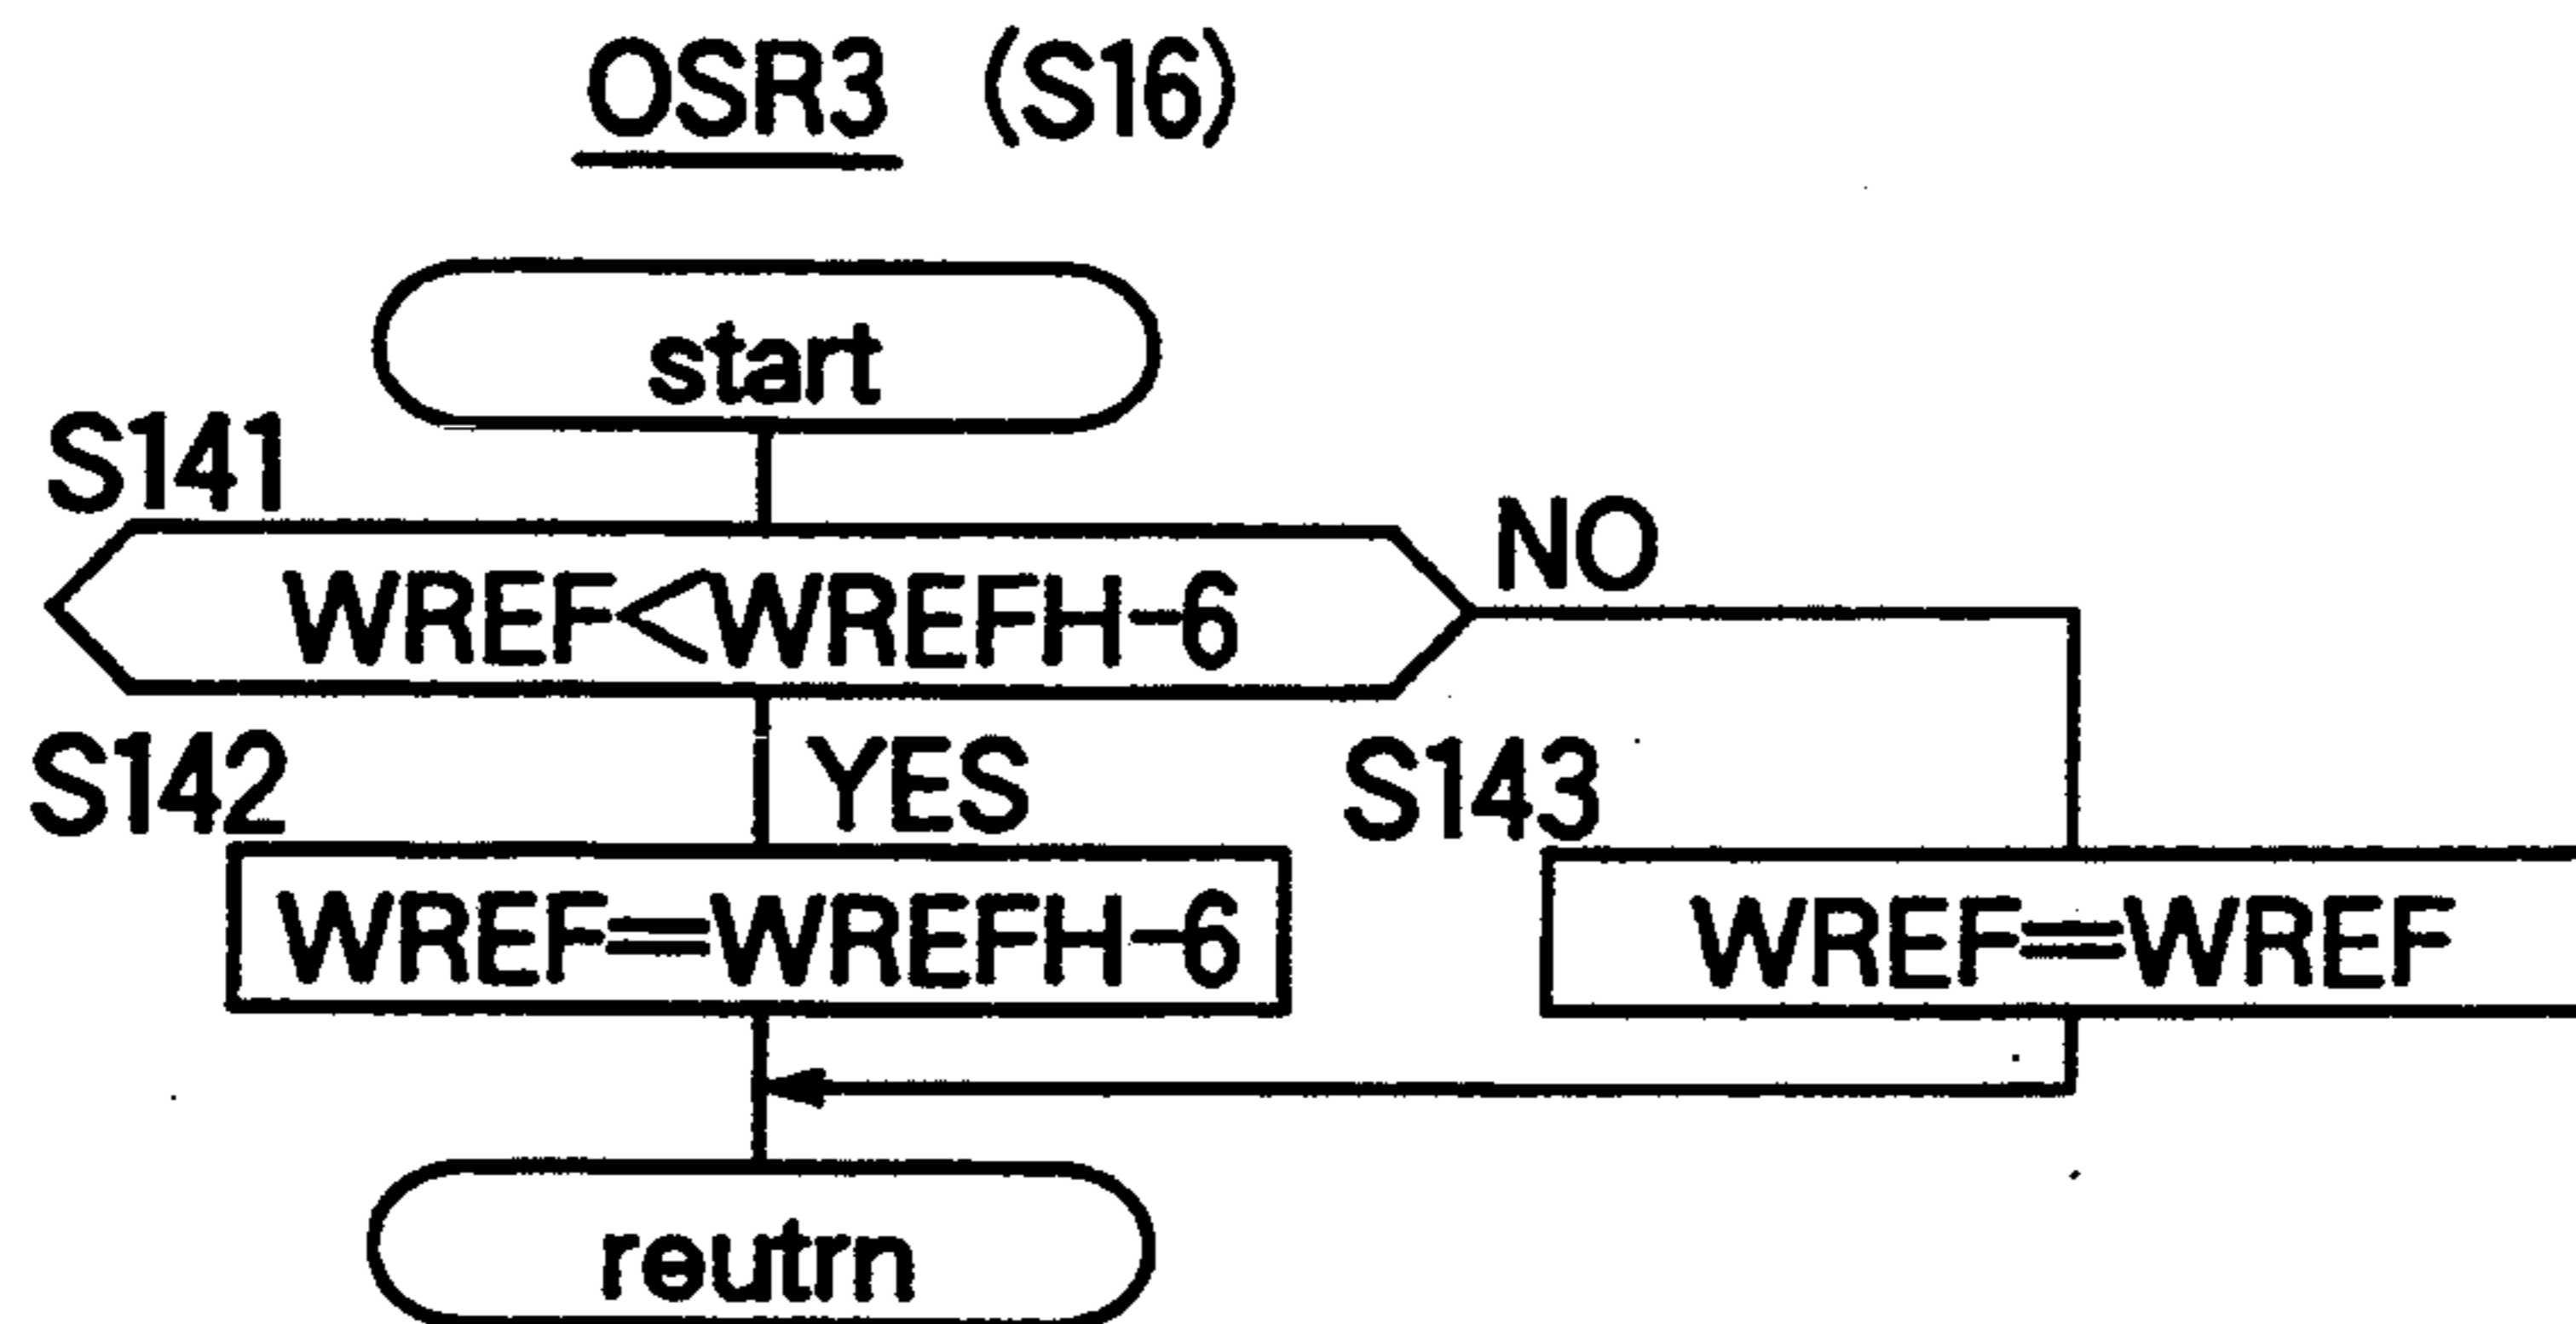 OSR3 (S16)
start
S141
WREF<WREFH-6
NO
S142
YES
S143
WREF=WREFH-6
WREF=WREF
reutrn